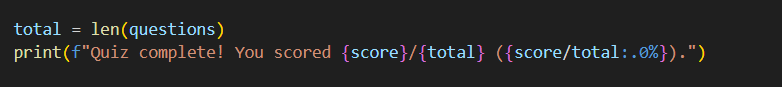 total = len(questions)
print(f"Quiz complete! You scored {score}/{total} ({score/total:.0%}).")